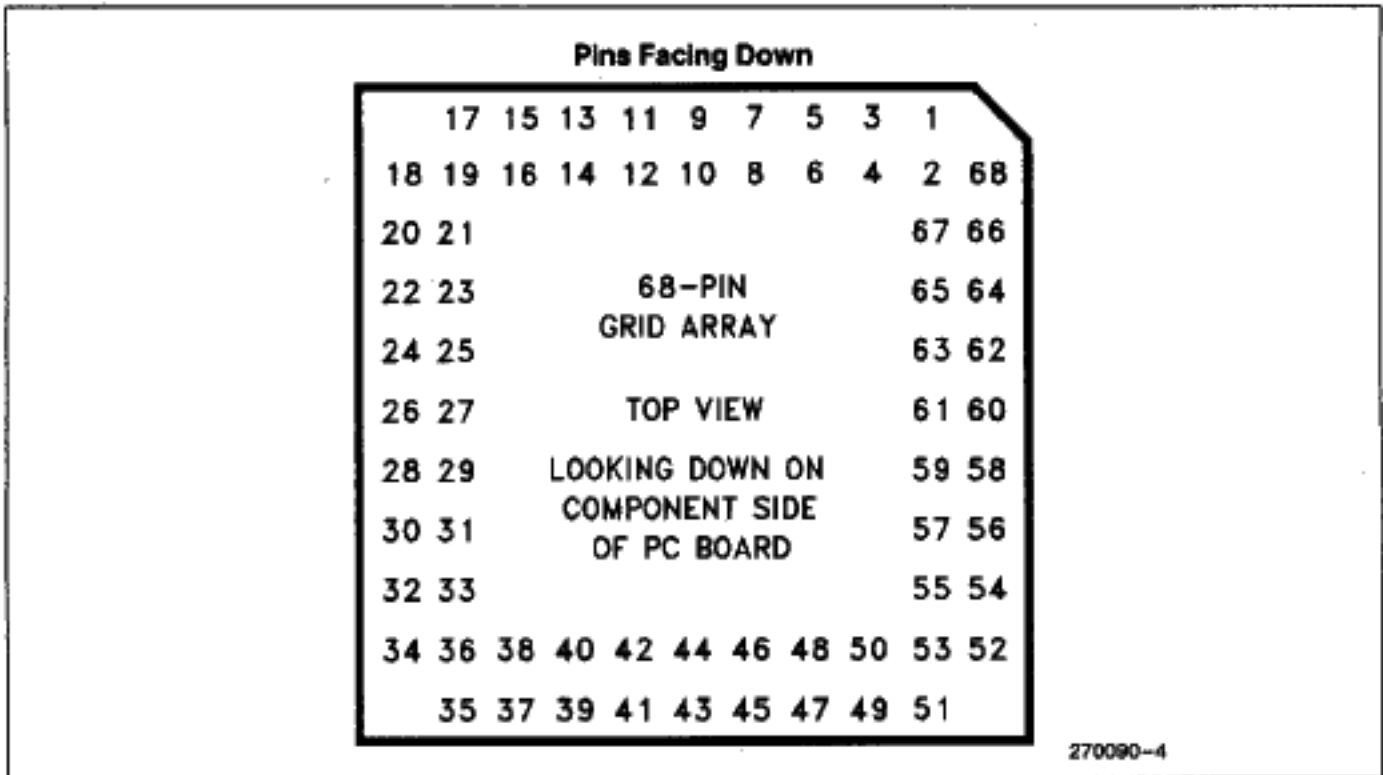 Pins Facing Down
17 15 13 11 9 7 5 3 1
18 19 16 14 12 10 8 6 4 2 68
20 21 67 66
22 23 68-PIN 65 64
GRID ARRAY
24 25 63 62
26 27 TOP VIEW 61 60
28 29 LOOKING DOWN ON 59 58
COMPONENT SIDE
30 31 57 56
OF PC BOARD
32 33 55 54
34 36 38 40 42 44 46 48 50 53 52
35 37 39 41 43 45 47 49 51
270090-4